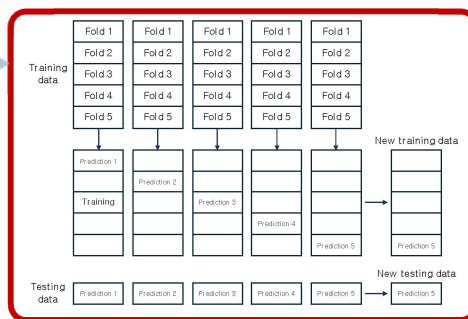 Fold 1 Fold 1 Fold 1 Fold 1 Fold 1
Fold 2 Fold 2 Fold 2 Fold 2 Fold 2
Training data
Fold 3 Fold 3 Fold 3 Fold 3 Fold 3
Fold 4 Fold 4 Fold 4 Fold 4 Fold 4
Fold 5 Fold 5 Fold 5 Fold 5 Fold 5
New training data
Prediction 1
Prediction 2
Training
Prediction 3
Prediction 4
Prediction 5
Prediction 5
New testing data
Testing data
Prediction 1 Prediction 2 Prediction 3 Prediction 4 Prediction 5 Prediction 5